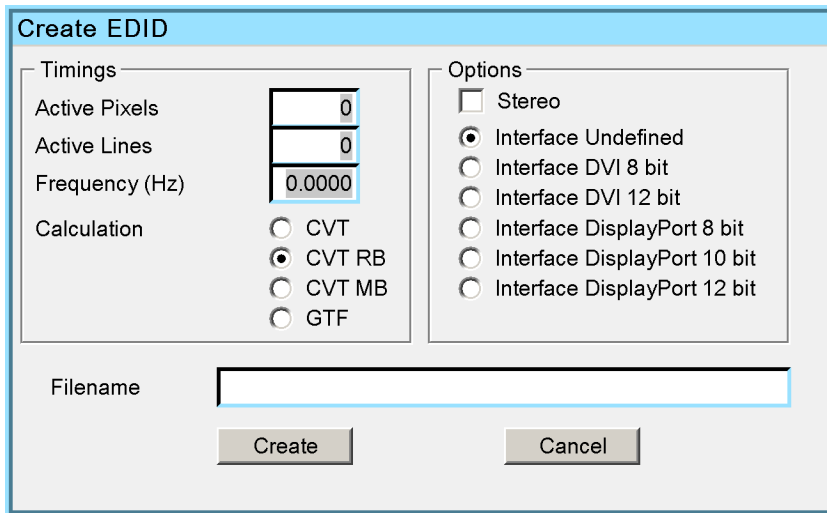 Create EDID
Timings
Active Pixels 0
Active Lines 0
Frequency (Hz) 0.0000
Calculation CVT
CVT RB
CVT MB
GTF
Options
Stereo
Interface Undefined
Interface DVI 8 bit
Interface DVI 12 bit
Interface DisplayPort 8 bit
Interface DisplayPort 10 bit
Interface DisplayPort 12 bit
Filename
Create Cancel